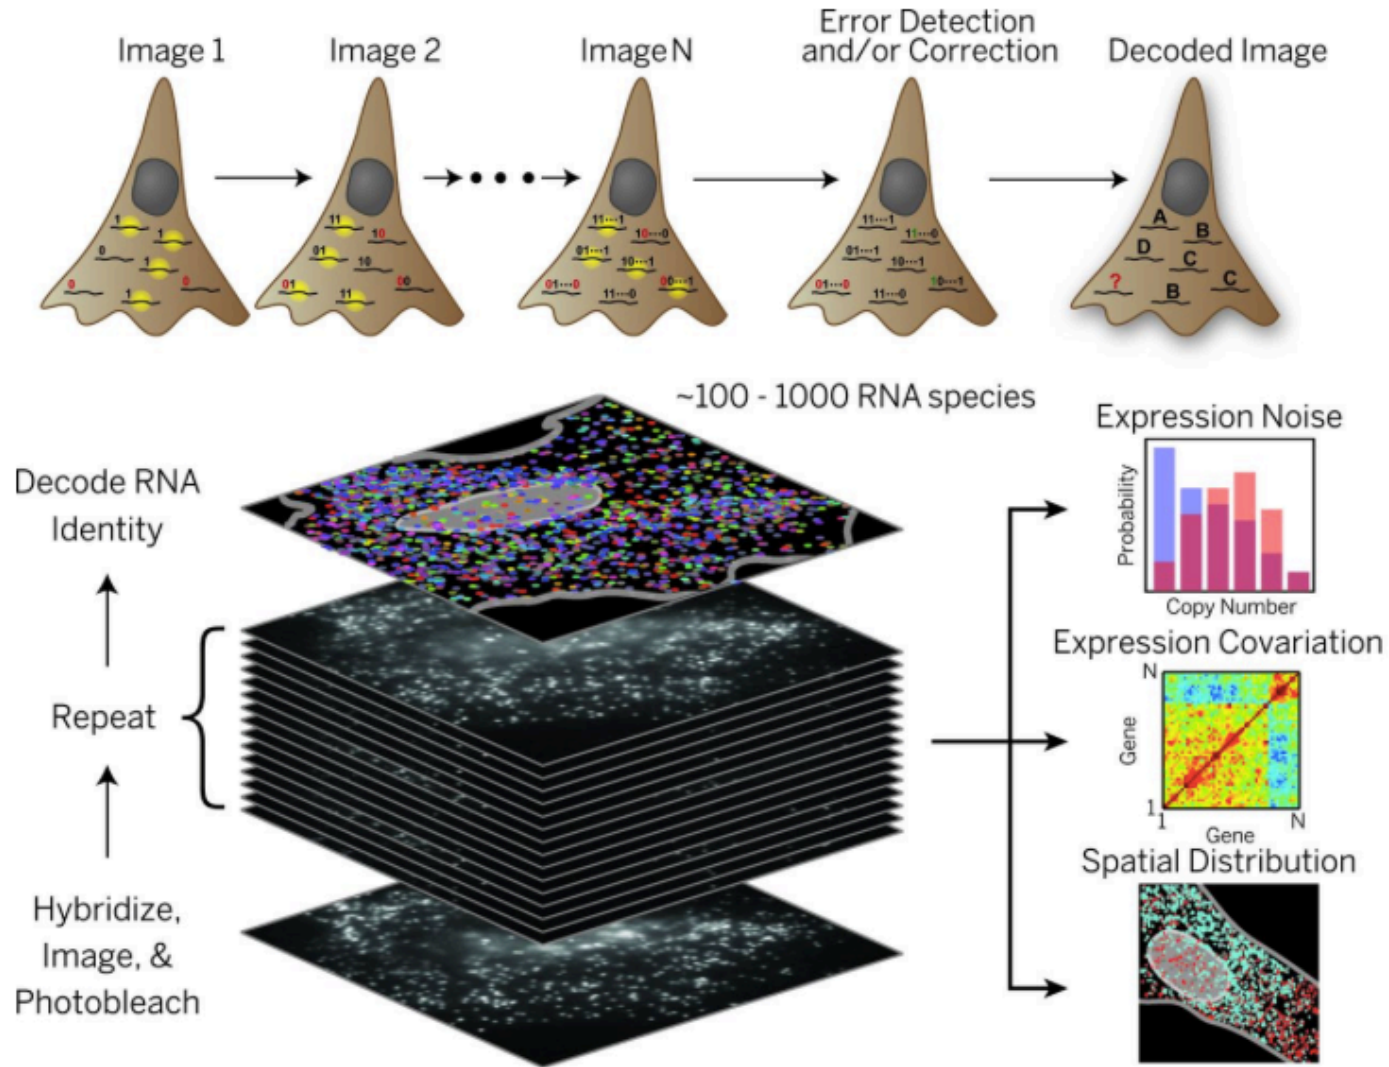 Image 1
Image 2
Image N
Error Detection
and/or Correction
Decoded Image
1
1
0
1
0
0
1
11
10
01
10
01
00
11
11···1
10···0
01···1
10···1
01···0
00···1
11···0
11···1
11···0
01···1
10···1
01···0
10···1
11···0
A
B
D
C
?
C
B
~100 - 1000 RNA species
Decode RNA
Identity
Repeat
Hybridize,
Image, &
Photobleach
Expression Noise
Probability
Copy Number
Expression Covariation
N
Gene
1
1
N
Gene
Spatial Distribution